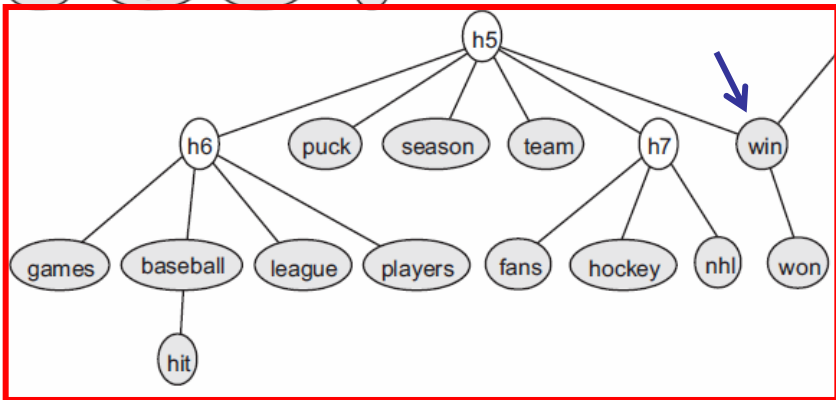 h5
h6 puck season team h7 win
games baseball league players fans hockey nhl won
hit